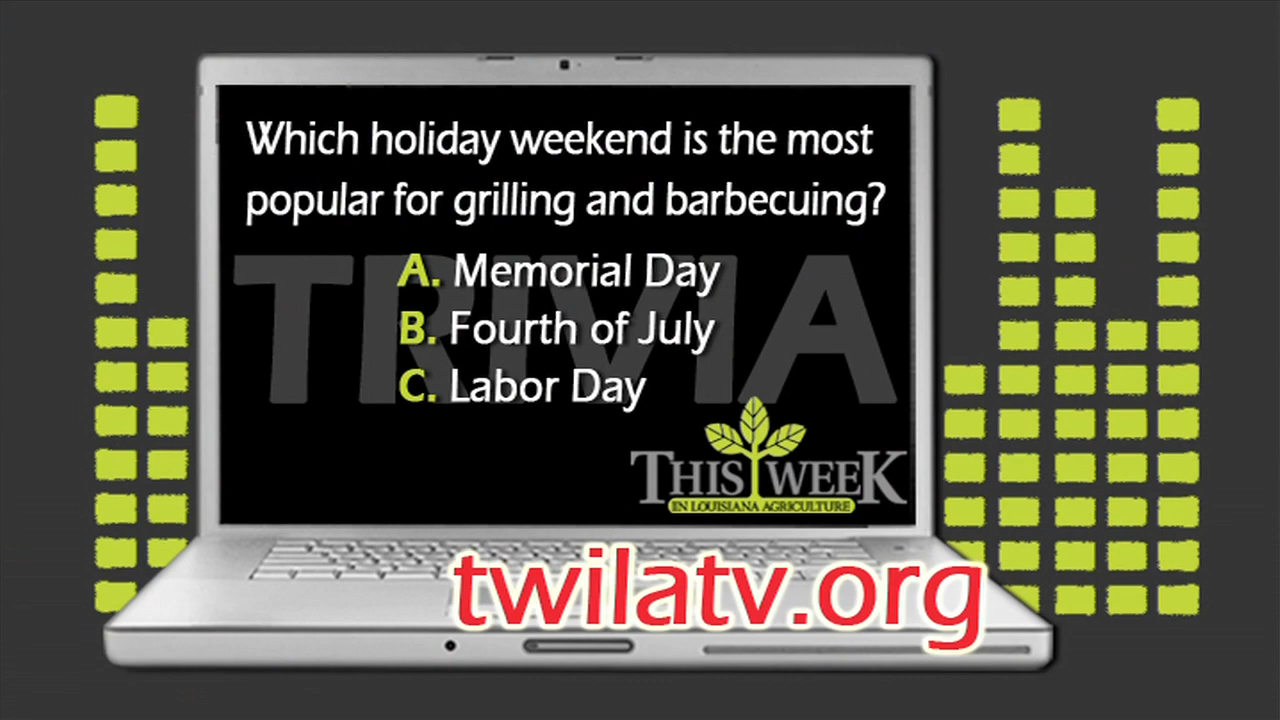 Which holiday weekend is the most
popular for grilling and barbecuing?
TRIVIA
A. Memorial Day
B. Fourth of July
C. Labor Day
THIS WEEK
IN LOUISIANA AGRICULTURE
twilatv.org